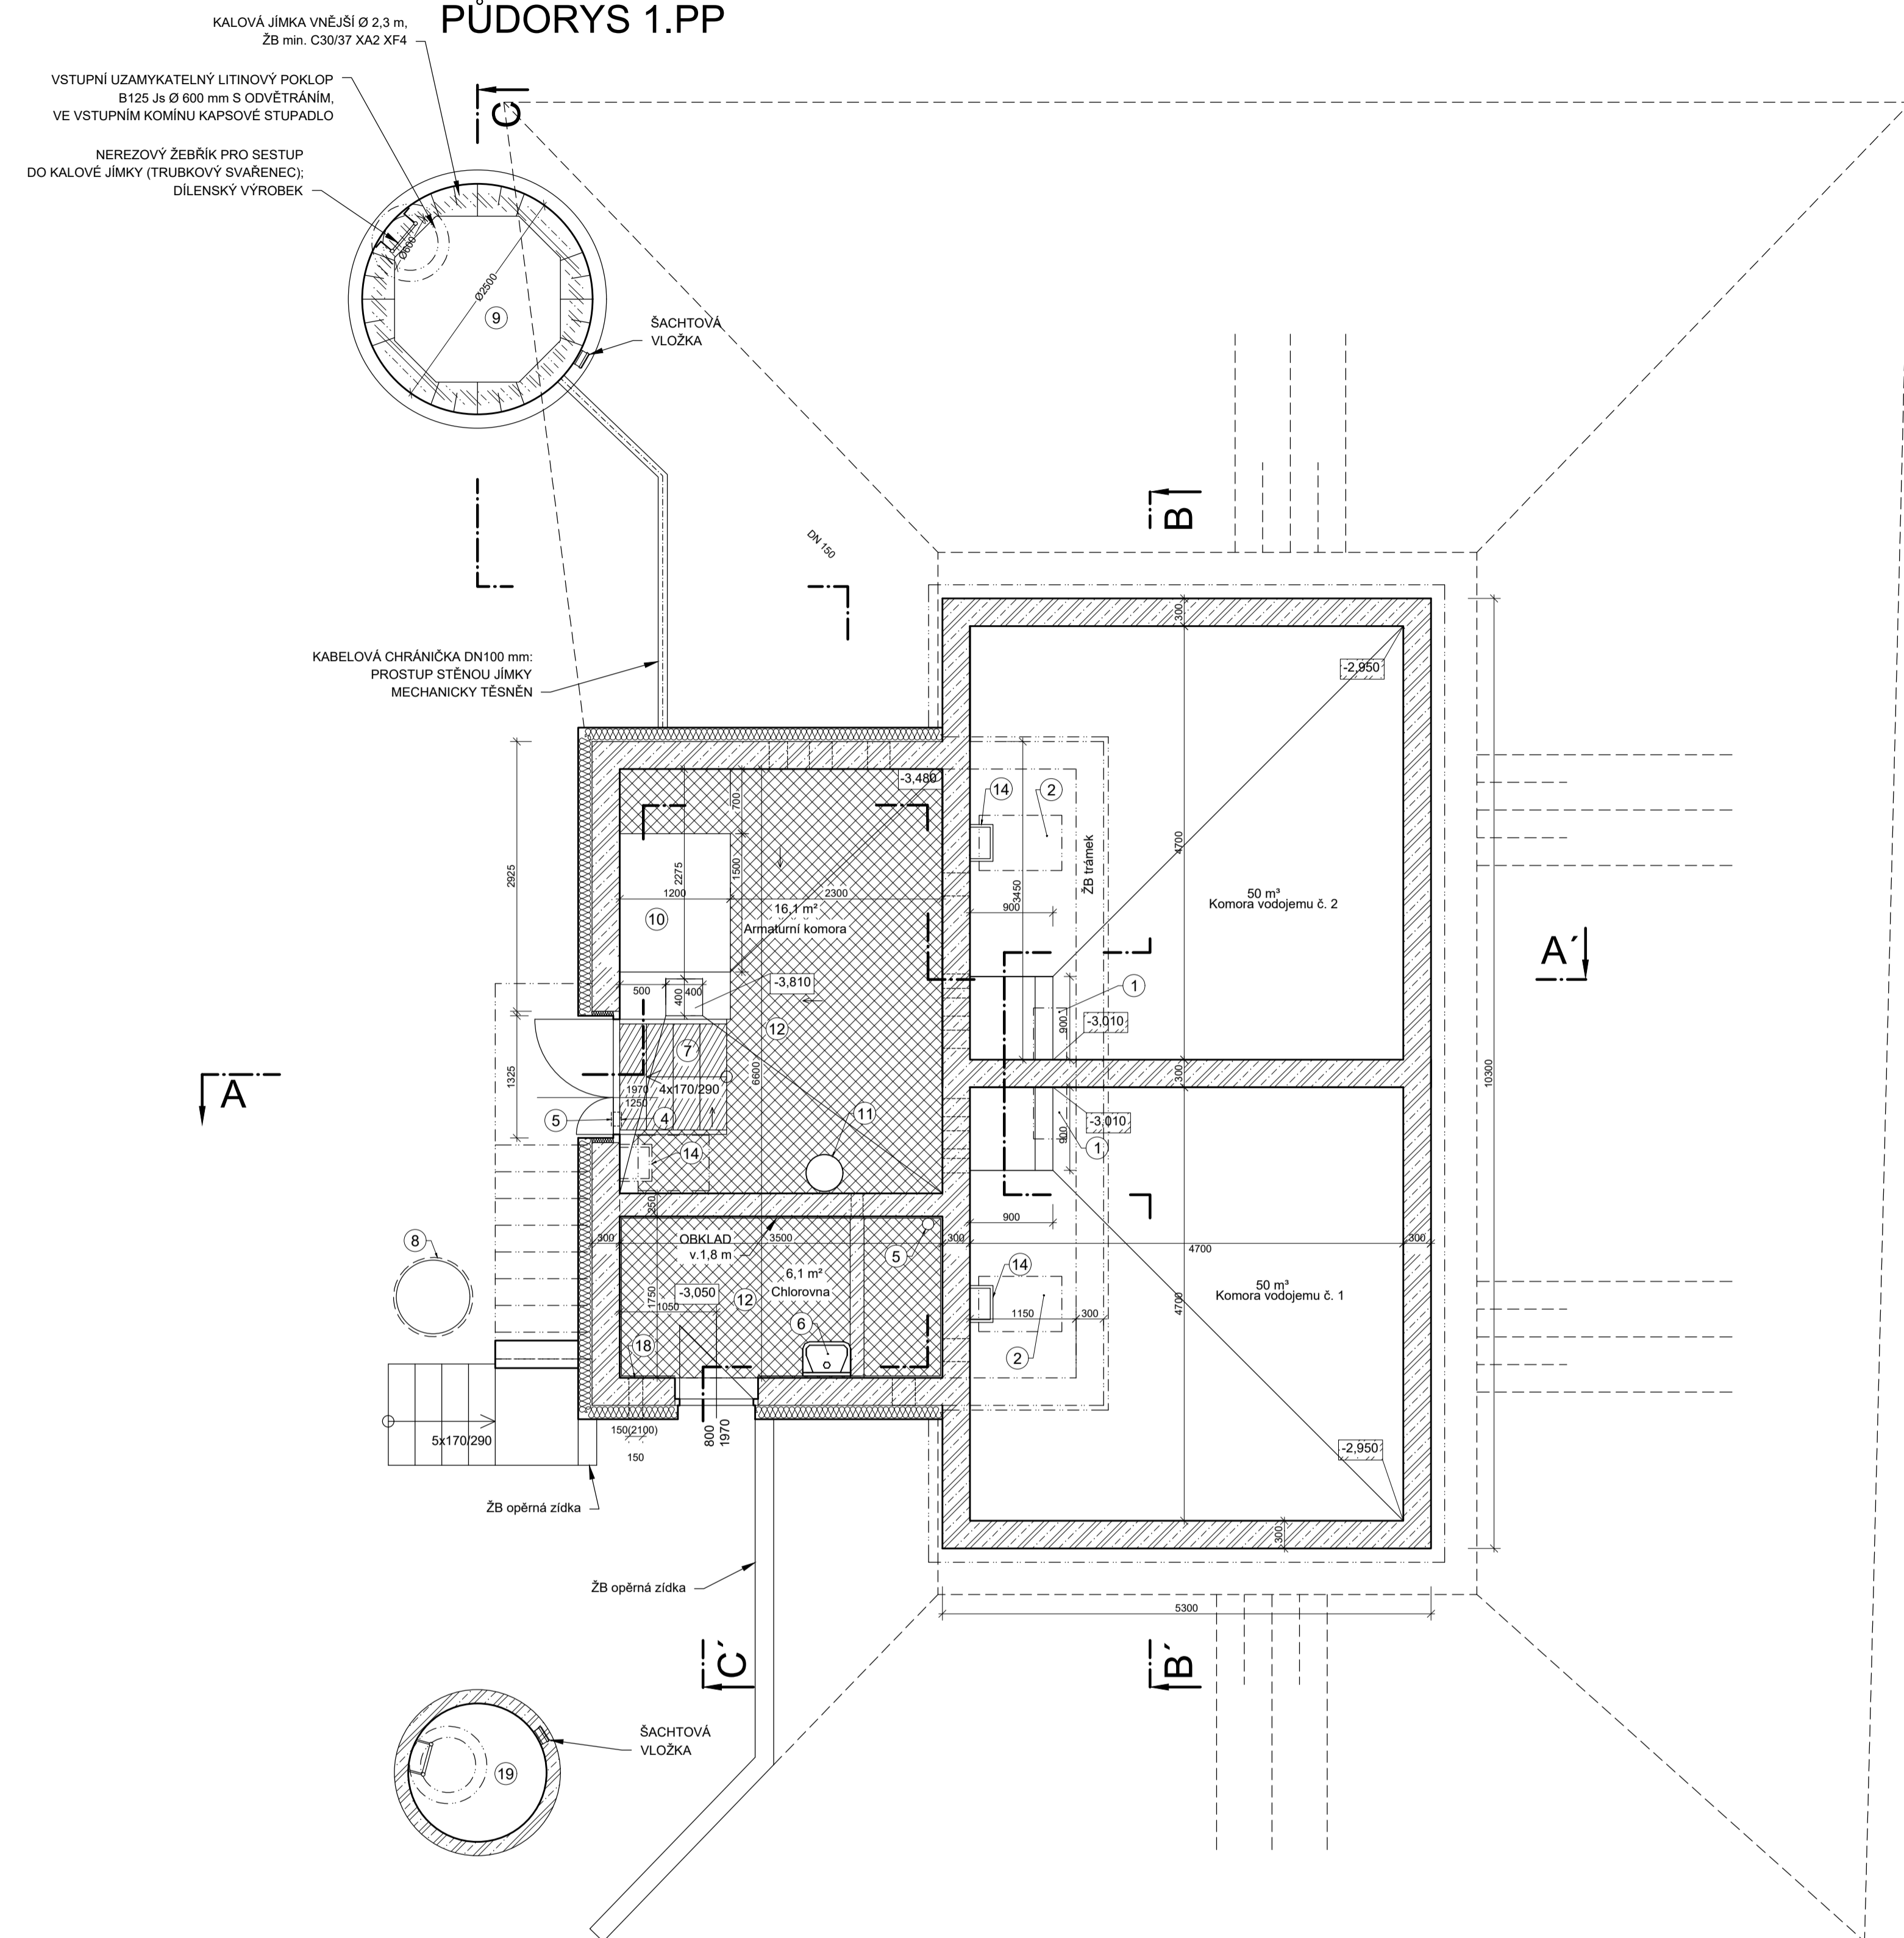 PŮDORYS 1.PP
KALOVÁ JÍMKA VNĚJŠÍ Ø 2,3 m,
ŽB min. C30/37 XA2 XF4
VSTUPNÍ UZAMYKATELNÝ LITINOVÝ POKLOP
B125 Js Ø 600 mm S ODVĚTRÁNÍM,
VE VSTUPNÍM KOMÍNU KAPSOVÉ STUPADLO
NEREZOVÝ ŽEBŘÍK PRO SESTUP
DO KALOVÉ JÍMKY (TRUBKOVÝ SVAŘENEC);
DÍLENSKÝ VÝROBEK
C
Ø600
Ø2500
9
ŠACHTOVÁ
VLOŽKA
B
DN 150
KABELOVÁ CHRÁNIČKA DN100 mm:
PROSTUP STĚNOU JÍMKY
MECHANICKY TĚSNĚN
300
-2,950
-3,480
700
14
2
2925
2275
1500
3450
ŽB trámek
4700
1200
2300
900
50 m³
Komora vodojemu č. 2
10
16,1 m²
Armaturní komora
A´
500
400
400
-3,810
1
12
900
-3,010
1325
7
6600
300
10300
A
1970
1250
4x170/290
5
4
11
-3,010
900
1
14
250
900
8
300
OBKLAD
v.1,8 m
3500
5
300
4700
300
6,1 m²
Chlorovna
14
50 m³
Komora vodojemu č. 1
1750
1050
-3,050
12
6
1150
300
4700
18
2
5x170/290
150(2100)
150
800
1970
-2,950
ŽB opěrná zídka
300
ŽB opěrná zídka
5300
C´
B´
ŠACHTOVÁ
VLOŽKA
19